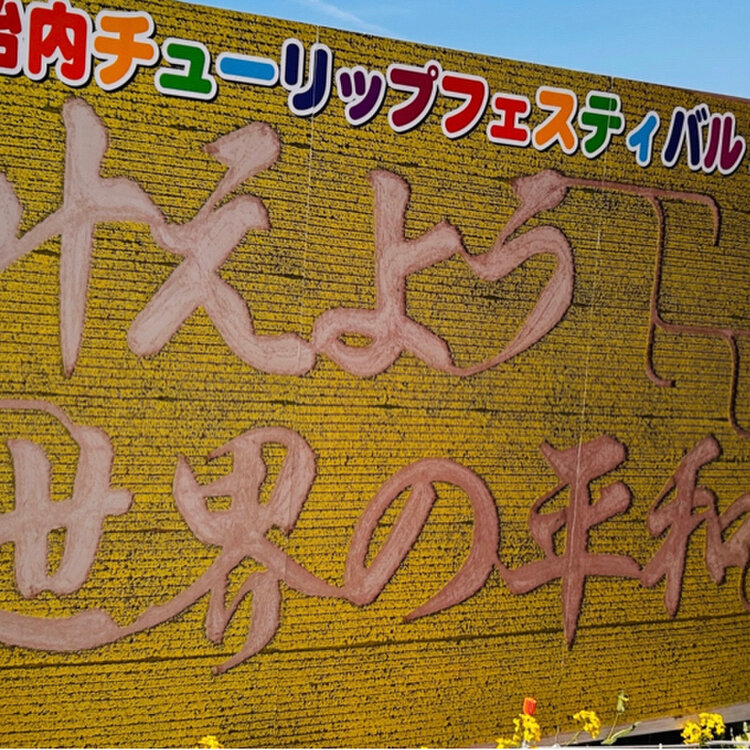 胎内チューリップフェスティバル
叶えよう
世界の平和